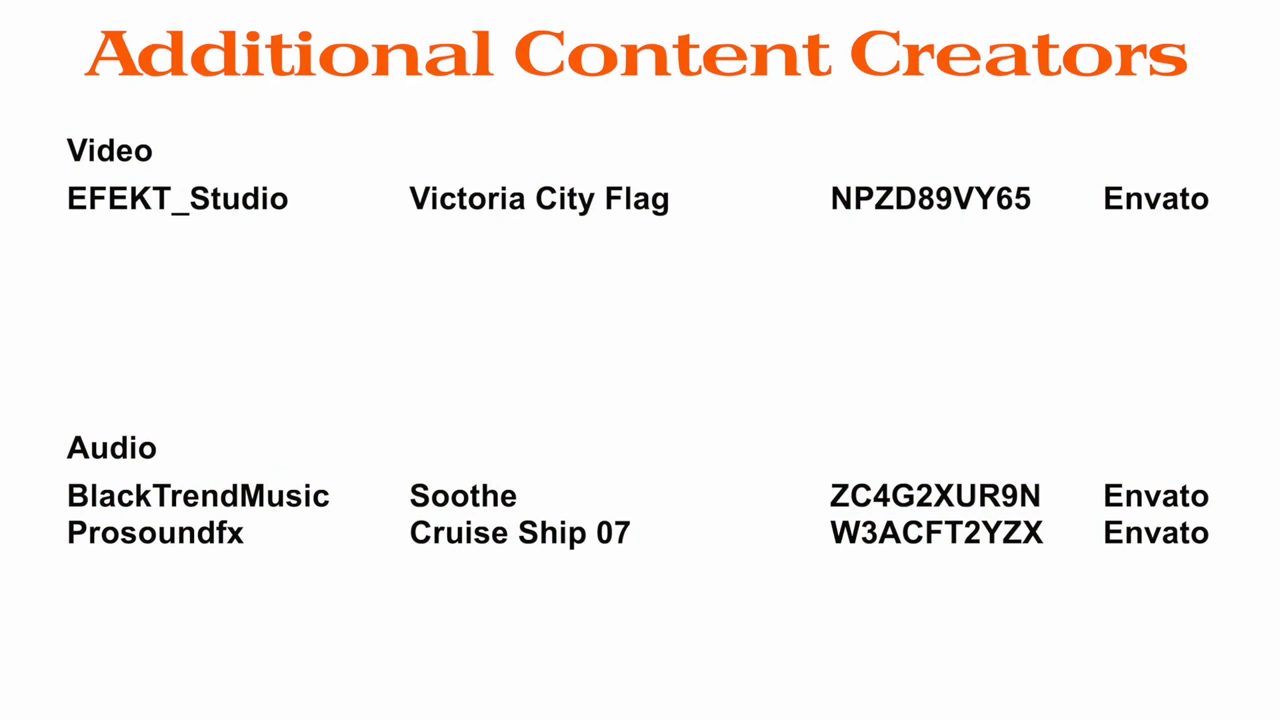 Additional Content Creators
Video
EFEKT_Studio Victoria City Flag NPZD89VY65 Envato
Audio
BlackTrendMusic Soothe ZC4G2XUR9N Envato
Prosoundfx Cruise Ship 07 W3ACFT2YZX Envato